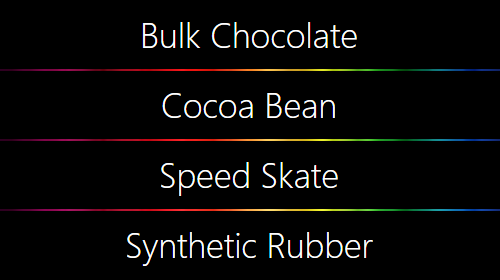 Bulk Chocolate
Cocoa Bean
Speed Skate
Synthetic Rubber